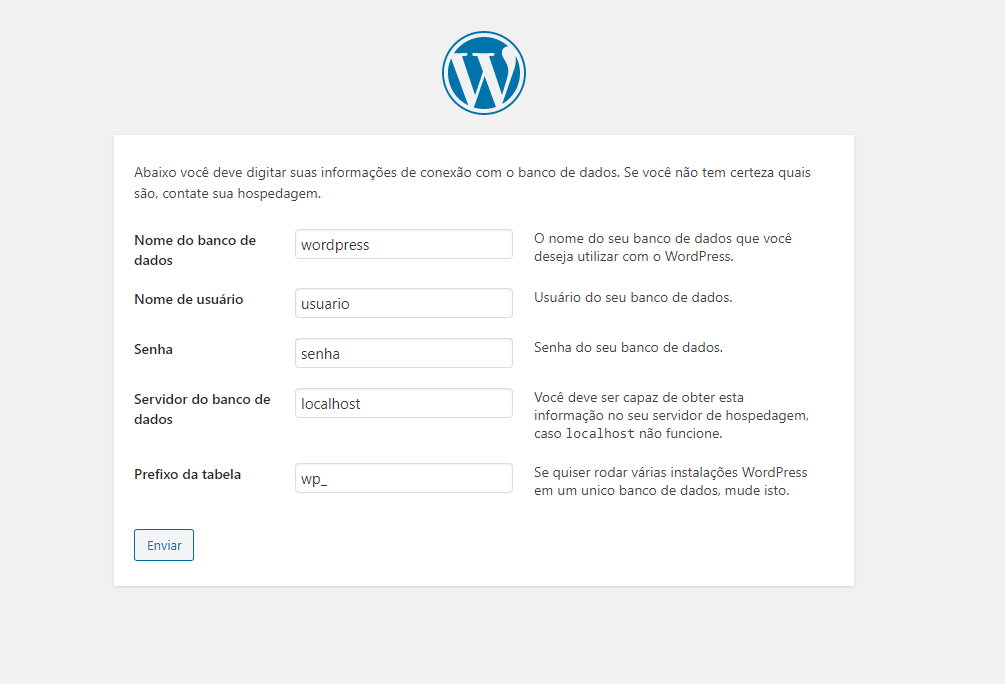 Abaixo você deve digitar suas informações de conexão com o banco de dados. Se você não tem certeza quais
são, contate sua hospedagem.
Nome do banco de
dados
wordpress
O nome do seu banco de dados que você
deseja utilizar com o WordPress.
Nome de usuário
usuario
Usuário do seu banco de dados.
Senha
senha
Senha do seu banco de dados.
Servidor do banco de
dados
localhost
Você deve ser capaz de obter esta
informação no seu servidor de hospedagem,
caso localhost não funcione.
Prefixo da tabela
wp_
Se quiser rodar várias instalações WordPress
em um unico banco de dados, mude isto.
Enviar